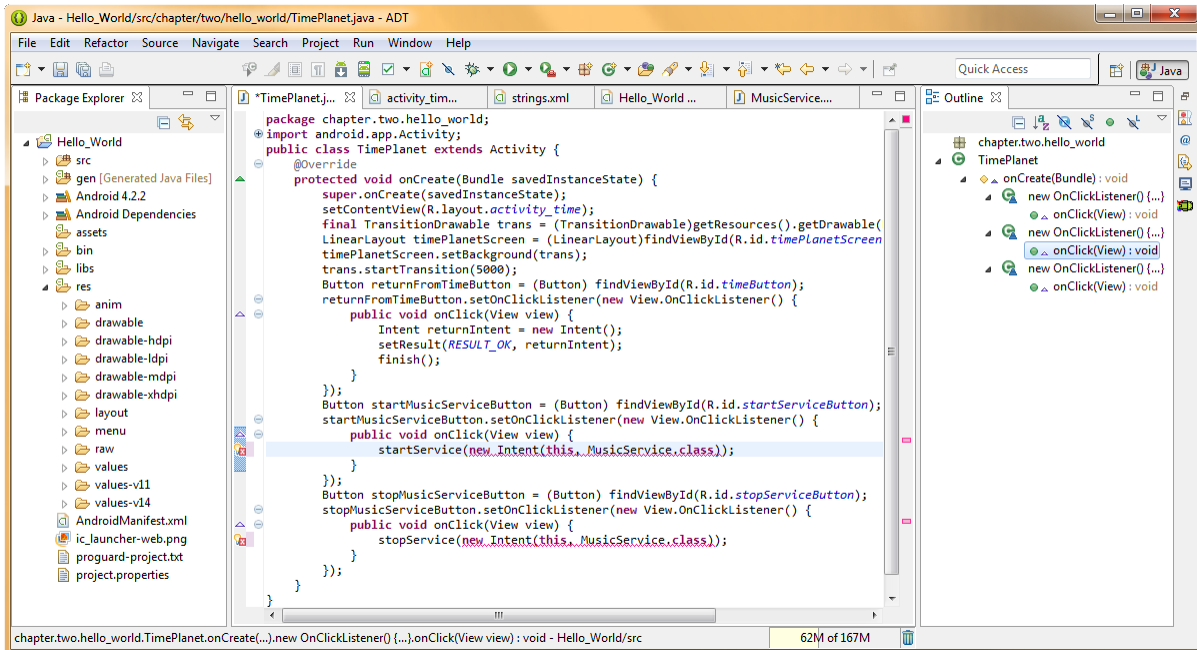 Java - Hello_World/src/chapter/two/hello_world/TimePlanet.java - ADT
File Edit Refactor Source Navigate Search Project Run Window Help
Quick Access
Java
Package Explorer
Hello_World
src
gen [Generated Java Files]
Android 4.2.2
Android Dependencies
assets
bin
libs
res
anim
drawable
drawable-hdpi
drawable-ldpi
drawable-mdpi
drawable-xhdpi
layout
menu
raw
values
values-v11
values-v14
AndroidManifest.xml
ic_launcher-web.png
proguard-project.txt
project.properties
*TimePlanet.j... activity_tim... strings.xml Hello_World ... MusicService....
package chapter.two.hello_world;
import android.app.Activity;
public class TimePlanet extends Activity {
@Override
protected void onCreate(Bundle savedInstanceState) {
super.onCreate(savedInstanceState);
setContentView(R.layout.activity_time);
final TransitionDrawable trans = (TransitionDrawable)getResources().getDrawable(
LinearLayout timePlanetScreen = (LinearLayout)findViewById(R.id.timePlanetScreen
timePlanetScreen.setBackground(trans);
trans.startTransition(5000);
Button returnFromTimeButton = (Button) findViewById(R.id.timeButton);
returnFromTimeButton.setOnClickListener(new View.OnClickListener() {
public void onClick(View view) {
Intent returnIntent = new Intent();
setResult(RESULT_OK, returnIntent);
finish();
}
});
Button startMusicServiceButton = (Button) findViewById(R.id.startServiceButton);
startMusicServiceButton.setOnClickListener(new View.OnClickListener() {
public void onClick(View view) {
startService(new Intent(this, MusicService.class));
}
});
Button stopMusicServiceButton = (Button) findViewById(R.id.stopServiceButton);
stopMusicServiceButton.setOnClickListener(new View.OnClickListener() {
public void onClick(View view) {
stopService(new Intent(this, MusicService.class));
}
});
}
}
Outline
chapter.two.hello_world
TimePlanet
onCreate(Bundle) : void
new OnClickListener() {...}
onClick(View) : void
new OnClickListener() {...}
onClick(View) : void
new OnClickListener() {...}
onClick(View) : void
chapter.two.hello_world.TimePlanet.onCreate(...).new OnClickListener() {...}.onClick(View view) : void - Hello_World/src
62M of 167M